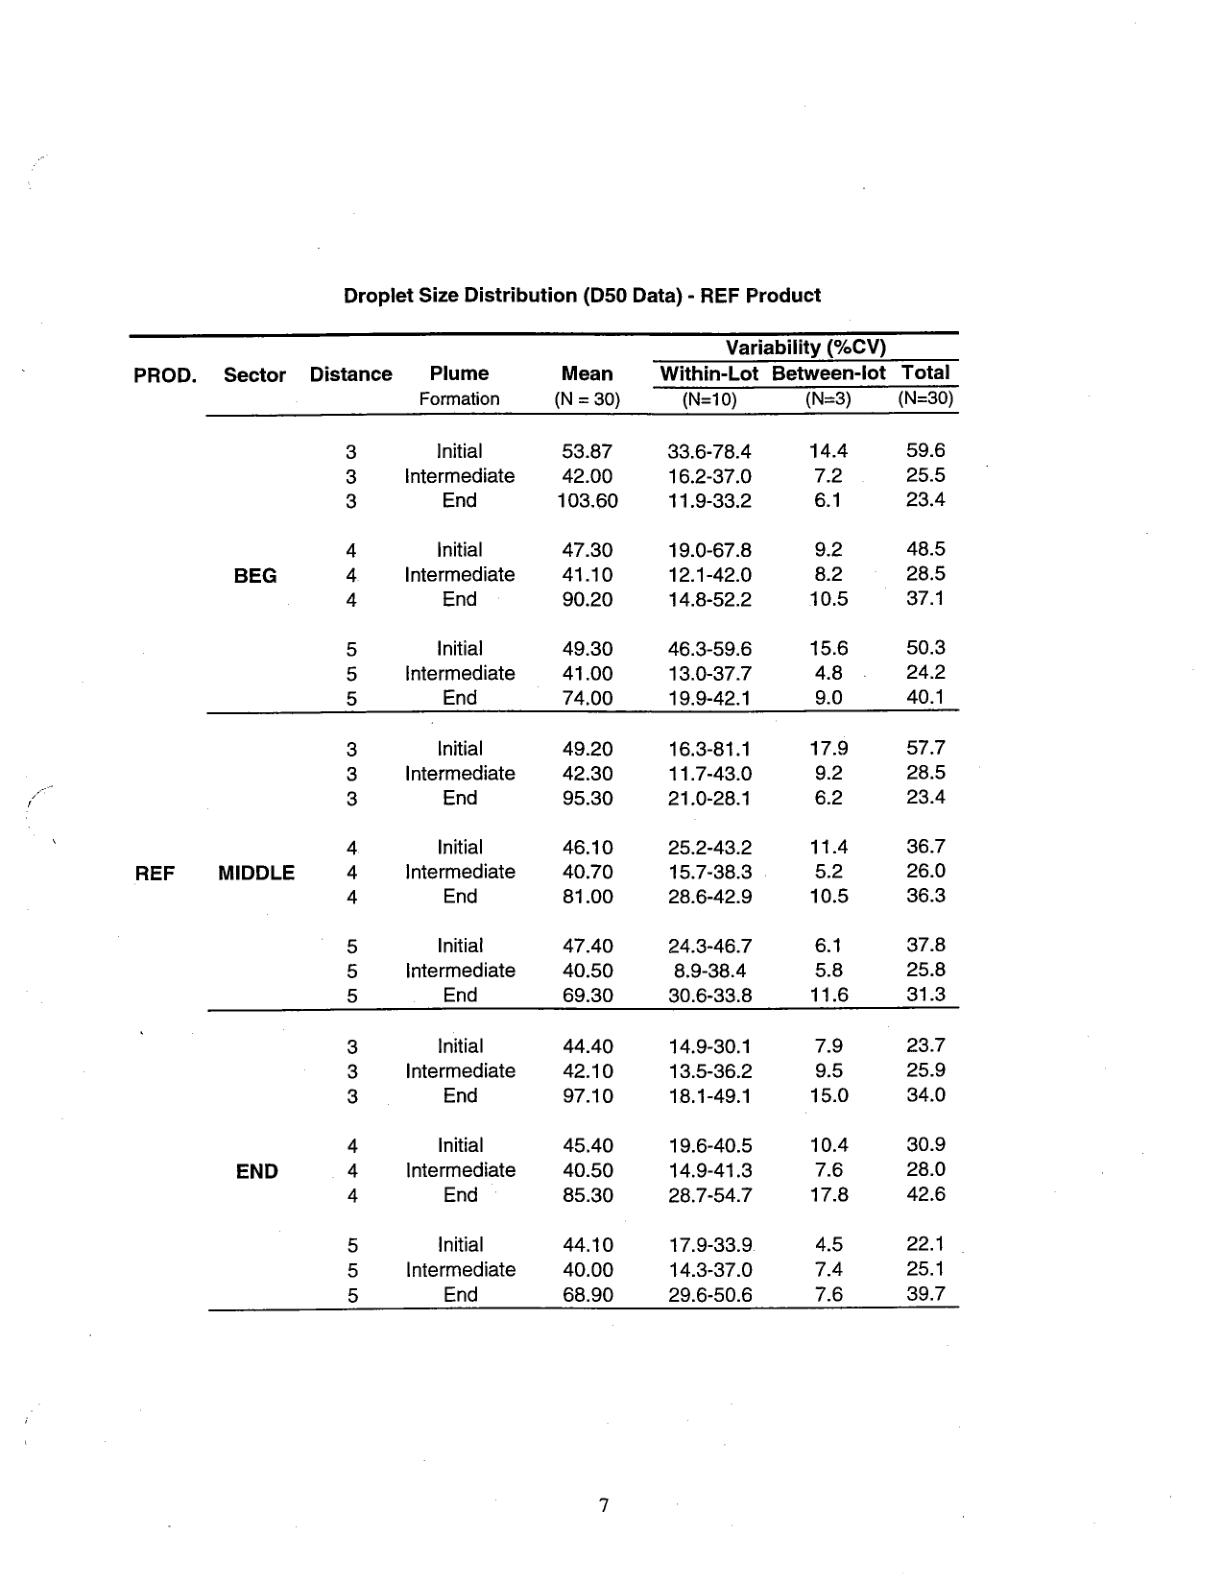 Droplet Size Distribution (D50 Data) - REF Product
Variability (%CV)
PROD. Sector Distance Plume Mean Within-Lot Between-lot Total
Formation (N = 30) (N=10) (N=3) (N=30)
3 Initial 53.87 33.6-78.4 14.4 59.6
3 Intermediate 42.00 16.2-37.0 7.2 25.5
3 End 103.60 11.9-33.2 6.1 23.4
4 Initial 47.30 19.0-67.8 9.2 48.5
BEG 4 Intermediate 41.10 12.1-42.0 8.2 28.5
4 End 90.20 14.8-52.2 10.5 37.1
5 Initial 49.30 46.3-59.6 15.6 50.3
5 Intermediate 41.00 13.0-37.7 4.8 24.2
5 End 74.00 19.9-42.1 9.0 40.1
3 Initial 49.20 16.3-81.1 17.9 57.7
3 Intermediate 42.30 11.7-43.0 9.2 28.5
3 End 95.30 21.0-28.1 6.2 23.4
4 Initial 46.10 25.2-43.2 11.4 36.7
REF MIDDLE 4 Intermediate 40.70 15.7-38.3 5.2 26.0
4 End 81.00 28.6-42.9 10.5 36.3
5 Initial 47.40 24.3-46.7 6.1 37.8
5 Intermediate 40.50 8.9-38.4 5.8 25.8
5 End 69.30 30.6-33.8 11.6 31.3
3 Initial 44.40 14.9-30.1 7.9 23.7
3 Intermediate 42.10 13.5-36.2 9.5 25.9
3 End 97.10 18.1-49.1 15.0 34.0
4 Initial 45.40 19.6-40.5 10.4 30.9
END 4 Intermediate 40.50 14.9-41.3 7.6 28.0
4 End 85.30 28.7-54.7 17.8 42.6
5 Initial 44.10 17.9-33.9 4.5 22.1
5 Intermediate 40.00 14.3-37.0 7.4 25.1
5 End 68.90 29.6-50.6 7.6 39.7
7